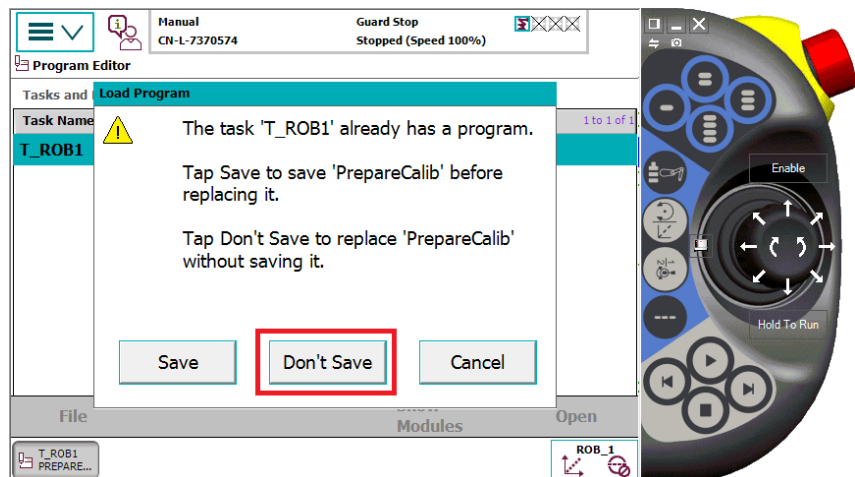 Manual
CN-L-7370574
Guard Stop
Stopped (Speed 100%)
Program Editor
Tasks and
Load Program
Task Name
1 to 1 of 1
T_ROB1
The task 'T_ROB1' already has a program.
Tap Save to save 'PrepareCalib' before
replacing it.
Tap Don't Save to replace 'PrepareCalib'
without saving it.
Save
Don't Save
Cancel
File
Show
Modules
Open
T_ROB1
PREPARE...
ROB_1
Enable
Hold To Run